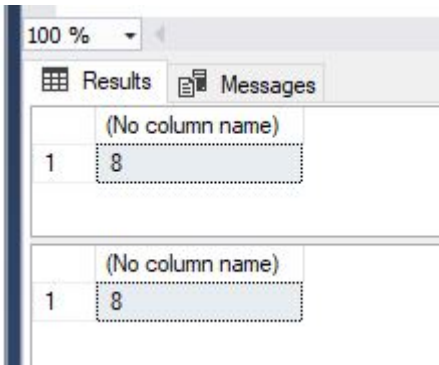 100 %
Results Messages
(No column name)
1 8
(No column name)
1 8